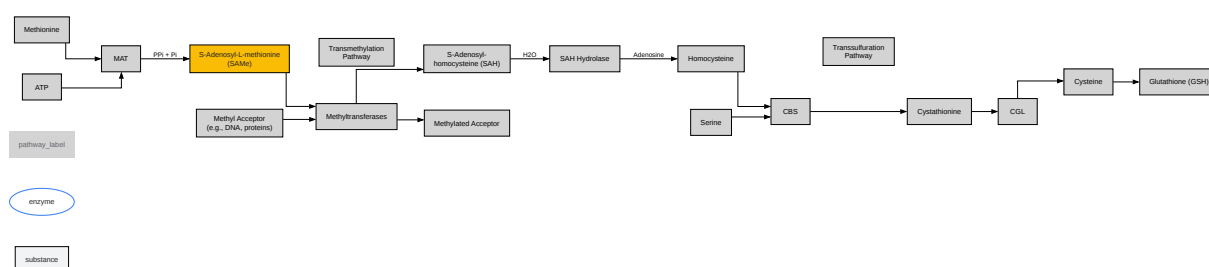 Methionine
MAT
ATP
PPi + Pi
S-Adenosyl-L-methionine
(SAMe)
Transmethylation
Pathway
Methyl Acceptor
(e.g., DNA, proteins)
Methyltransferases
S-Adenosyl-
homocysteine (SAH)
Methylated Acceptor
H2O
SAH Hydrolase
Adenosine
Homocysteine
Serine
CBS
Transsulfuration
Pathway
Cystathionine
CGL
Cysteine
Glutathione (GSH)
pathway_label
enzyme
substance